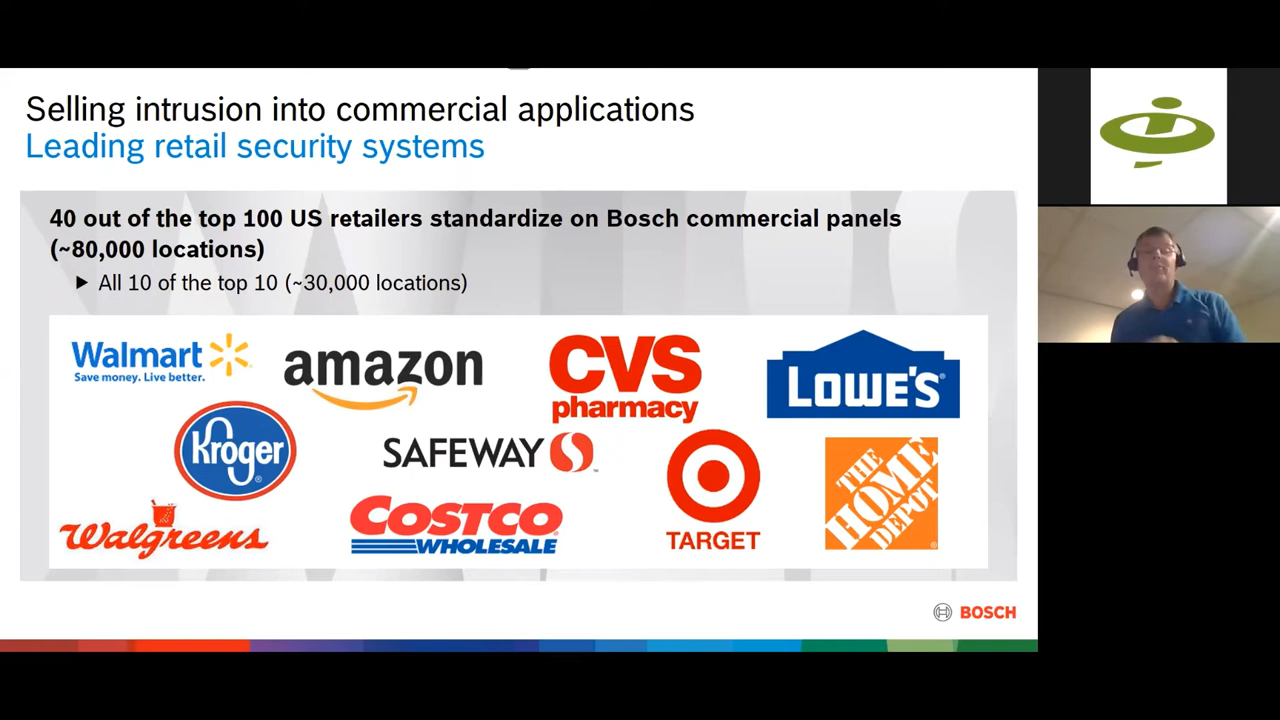 Selling intrusion into commercial applications
Leading retail security systems
40 out of the top 100 US retailers standardize on Bosch commercial panels
(~80,000 locations)
▶ All 10 of the top 10 (~30,000 locations)
Walmart
Save money. Live better.
amazon
CVS
pharmacy
LOWE'S®
Kroger®
SAFEWAY
TARGET
THE
HOME
DEPOT®
Walgreens
COSTCO
WHOLESALE
BOSCH